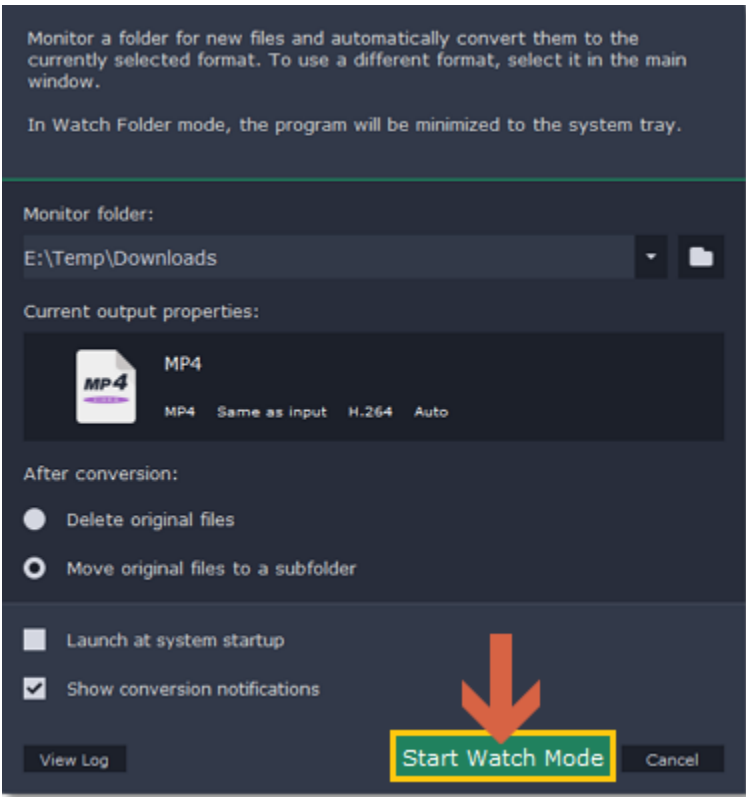 Monitor a folder for new files and automatically convert them to the
currently selected format. To use a different format, select it in the main
window.
In Watch Folder mode, the program will be minimized to the system tray.
Monitor folder:
E:\Temp\Downloads
Current output properties:
MP4
MP4
MP4 Same as input H.264 Auto
After conversion:
Delete original files
Move original files to a subfolder
Launch at system startup
Show conversion notifications
View Log Start Watch Mode Cancel